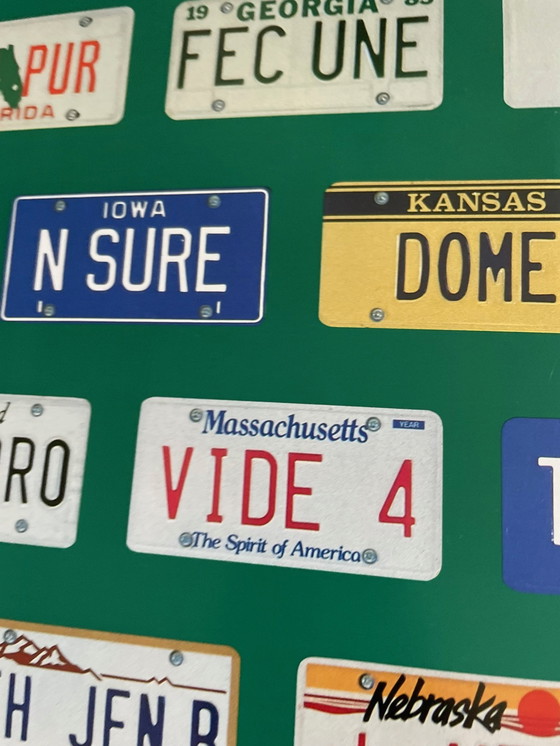 PUR
RIDA
19 GEORGIA 89
FEC UNE
IOWA
N SURE
KANSAS
DOME
RO
Massachusetts
YEAR
VIDE 4
The Spirit of America
H JEN B
Nebraska